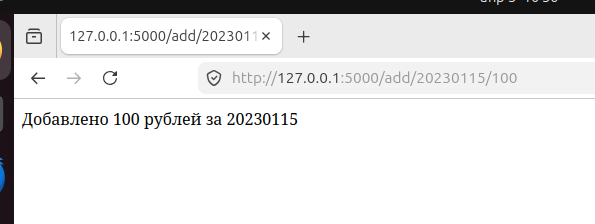 127.0.0.1:5000/add/202301
http://127.0.0.1:5000/add/20230115/100
Добавлено 100 рублей за 20230115